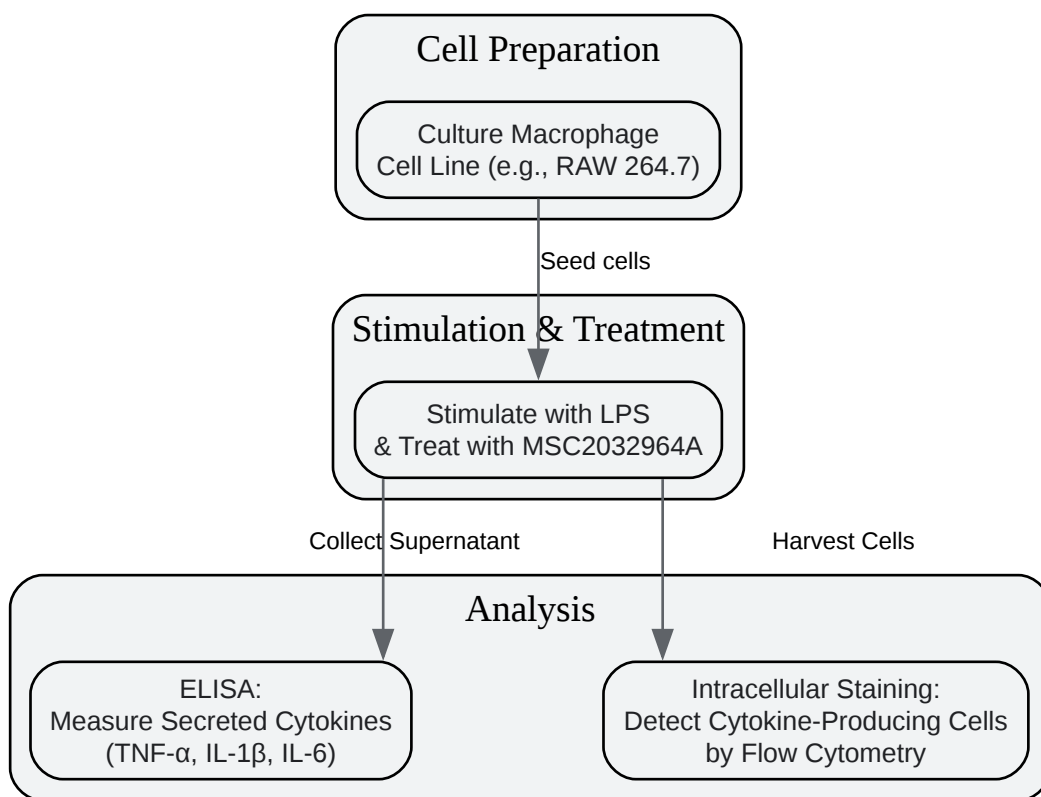 Cell Preparation
Culture Macrophage
Cell Line (e.g., RAW 264.7)
Seed cells
Stimulation & Treatment
Stimulate with LPS
& Treat with MSC2032964A
Collect Supernatant
Harvest Cells
Analysis
ELISA:
Measure Secreted Cytokines
(TNF-α, IL-1β, IL-6)
Intracellular Staining:
Detect Cytokine-Producing Cells
by Flow Cytometry